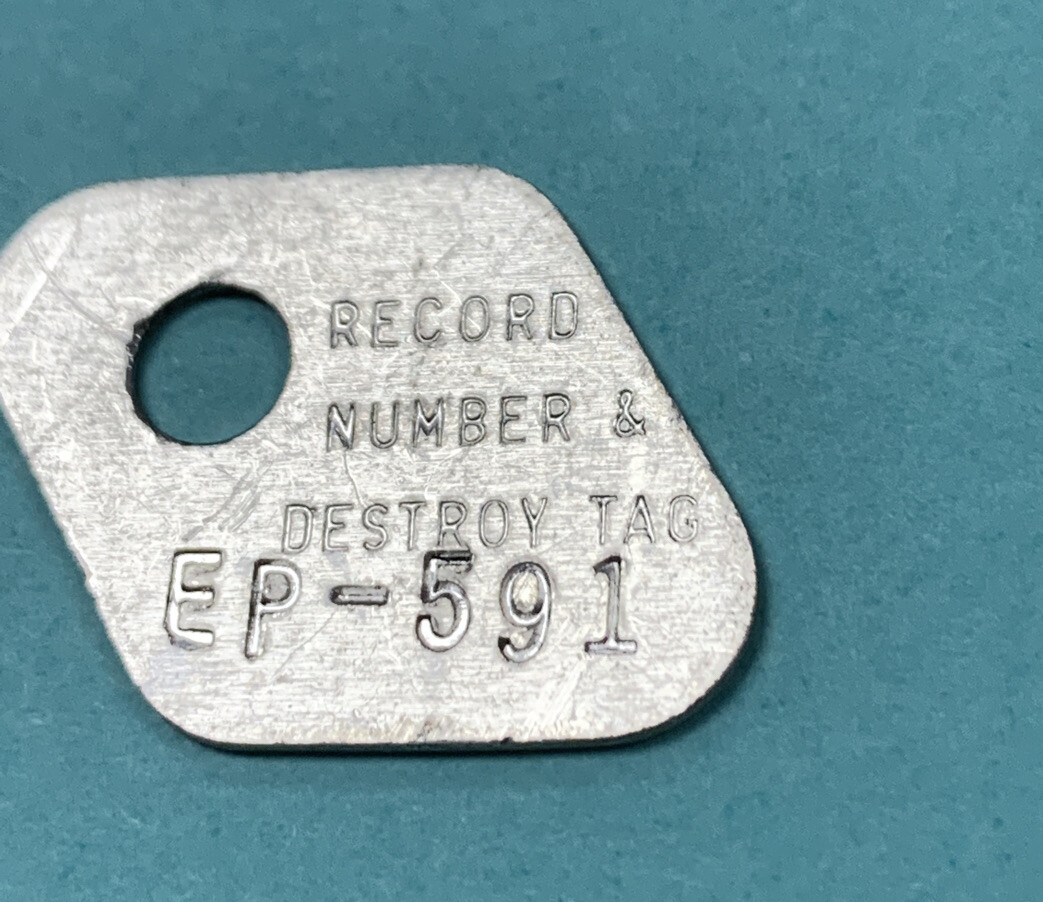 RECORD
NUMBER &
DESTROY TAG
EP-591